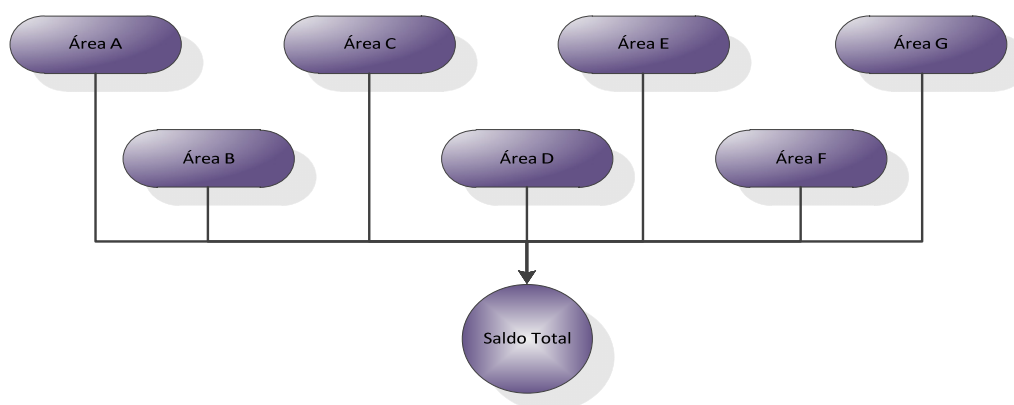 Área A
Área C
Área E
Área G
Área B
Área D
Área F
Saldo Total